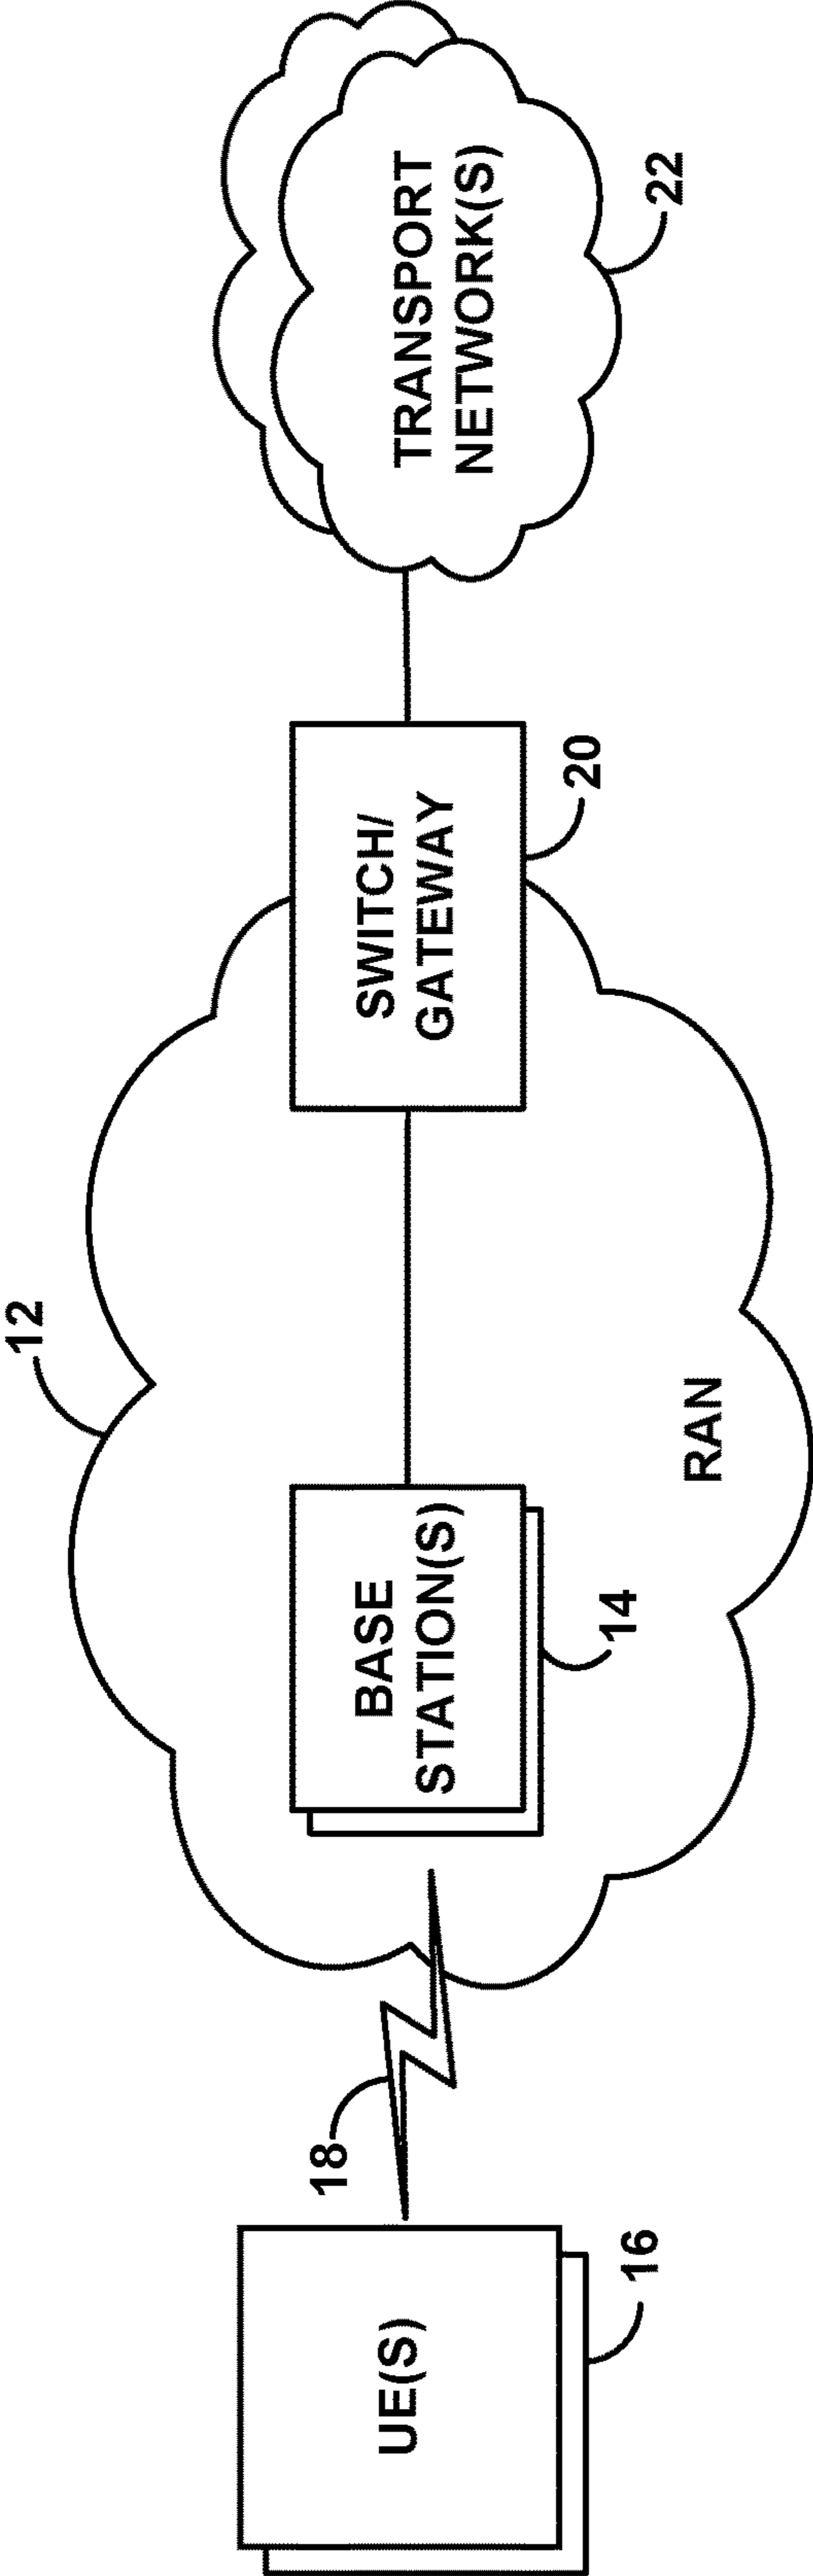 12
UE(S)
16
18
BASE
STATION(S)
14
RAN
SWITCH/
GATEWAY
20
TRANSPORT
NETWORK(S)
22